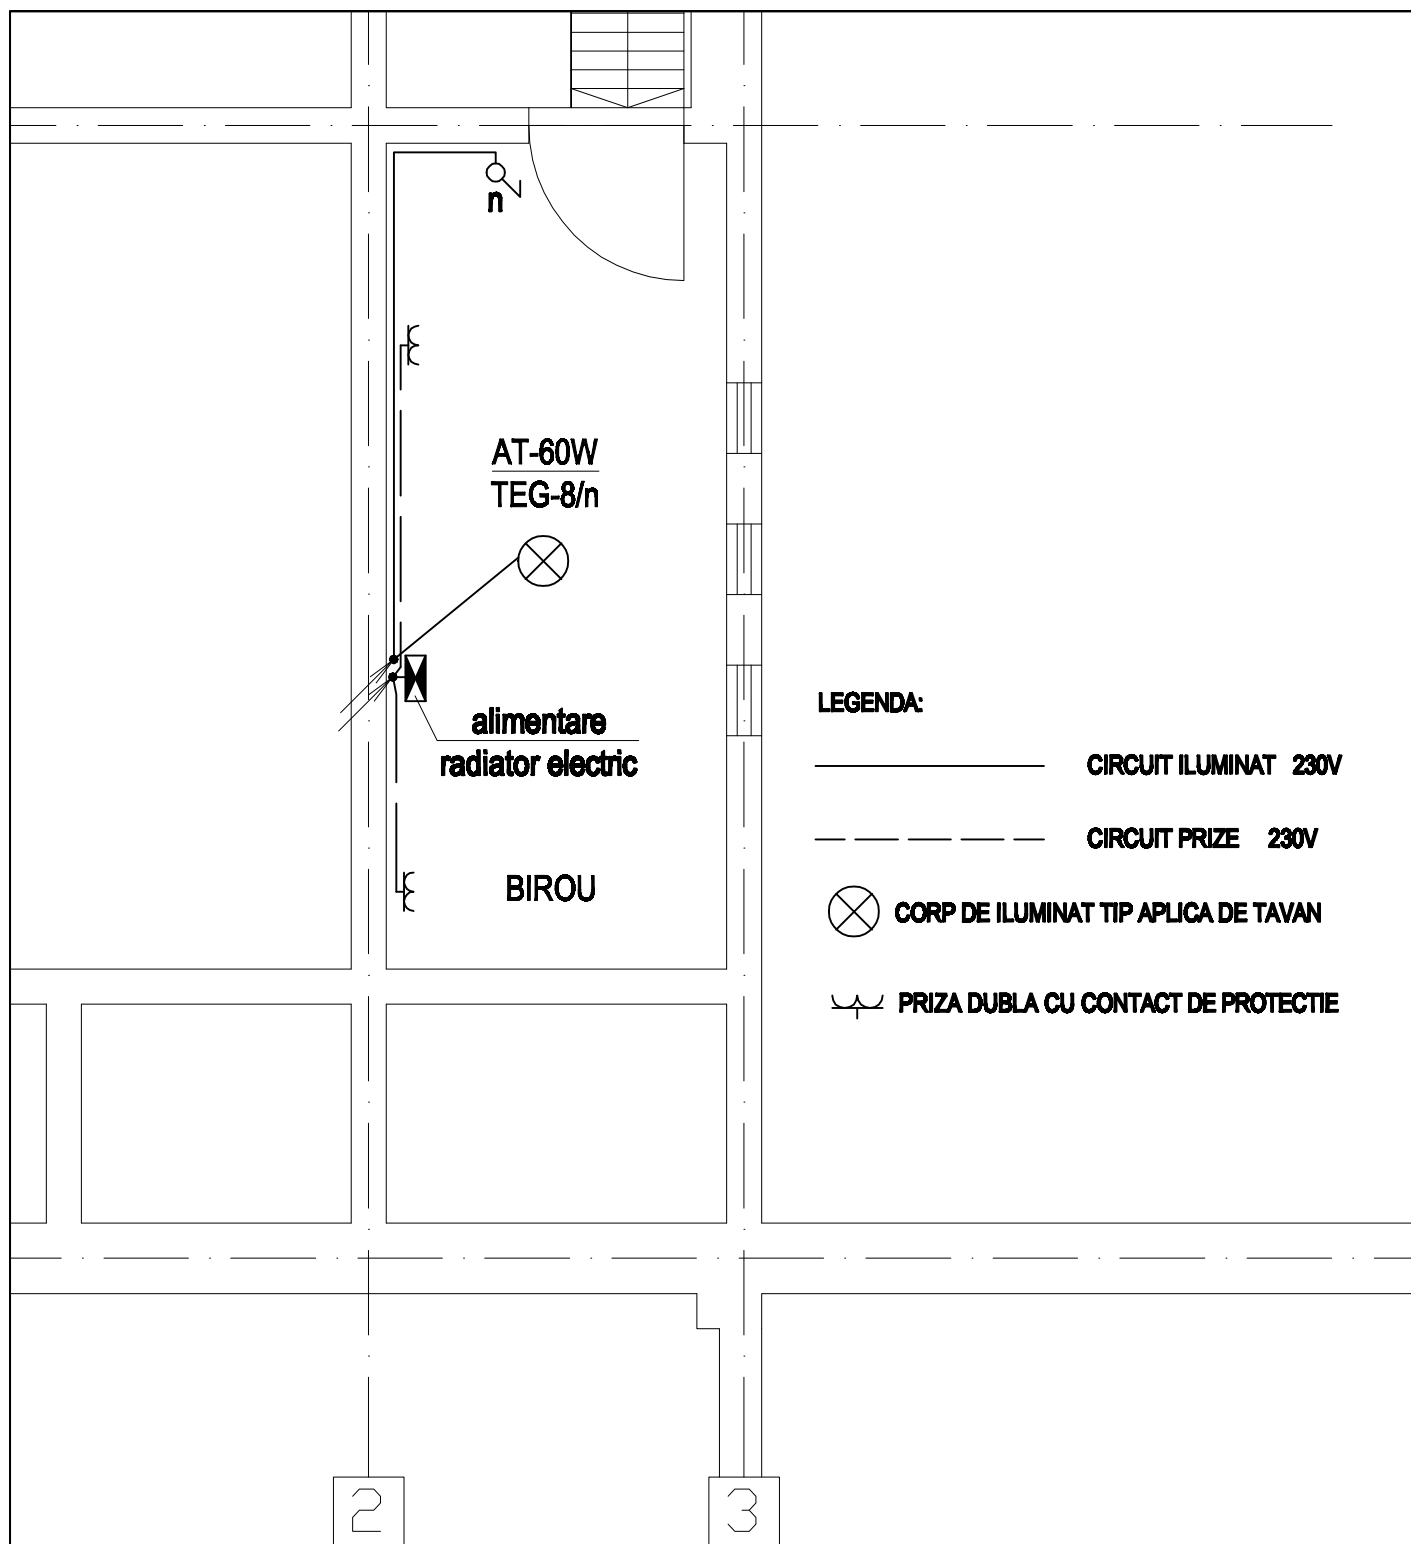 n
AT-60W
TEG-8/n
alimentare
radiator electric
BIROU
LEGENDA:
CIRCUIT ILUMINAT 230V
CIRCUIT PRIZE 230V
CORP DE ILUMINAT TIP APLICA DE TAVAN
PRIZA DUBLA CU CONTACT DE PROTECTIE
2
3